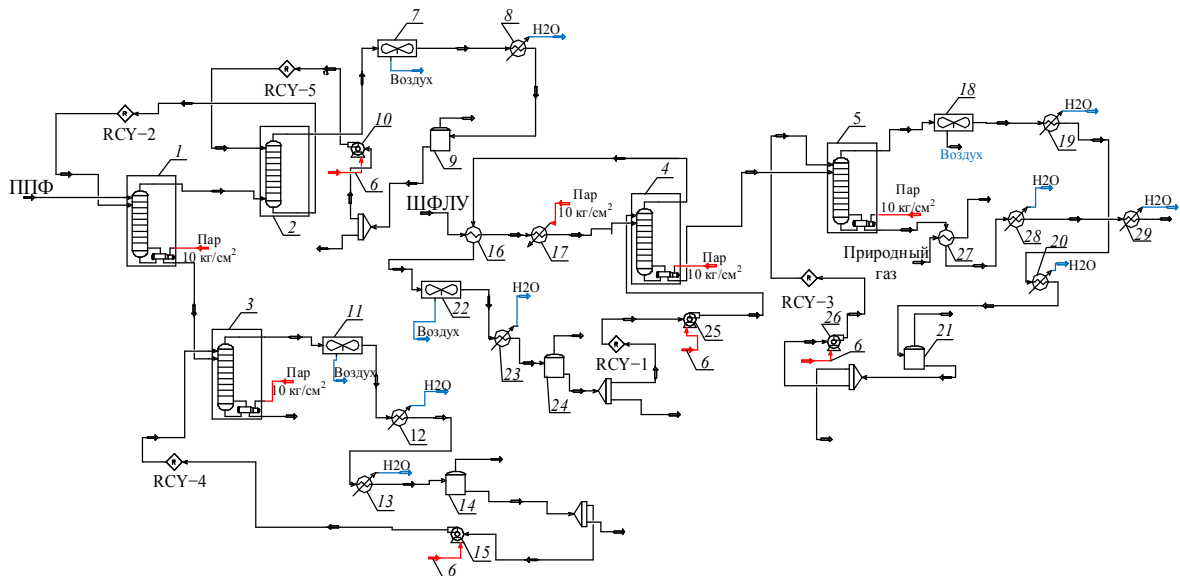 7
8
H2O
Воздух
RCY−5
RCY−2
10
9
6
1
2
ППФ
Пар
10 кг/см²
ШФЛУ
16
17
Пар
10 кг/см²
4
Пар
10 кг/см²
5
18
Воздух
H2O
19
Пар
10 кг/см²
H2O
H2O
Природный
газ
27
28
29
20
H2O
3
11
Воздух
Пар
10 кг/см²
H2O
12
22
Воздух
H2O
23
24
RCY−1
25
6
RCY−3
26
6
21
RCY−4
H2O
13
14
15
6